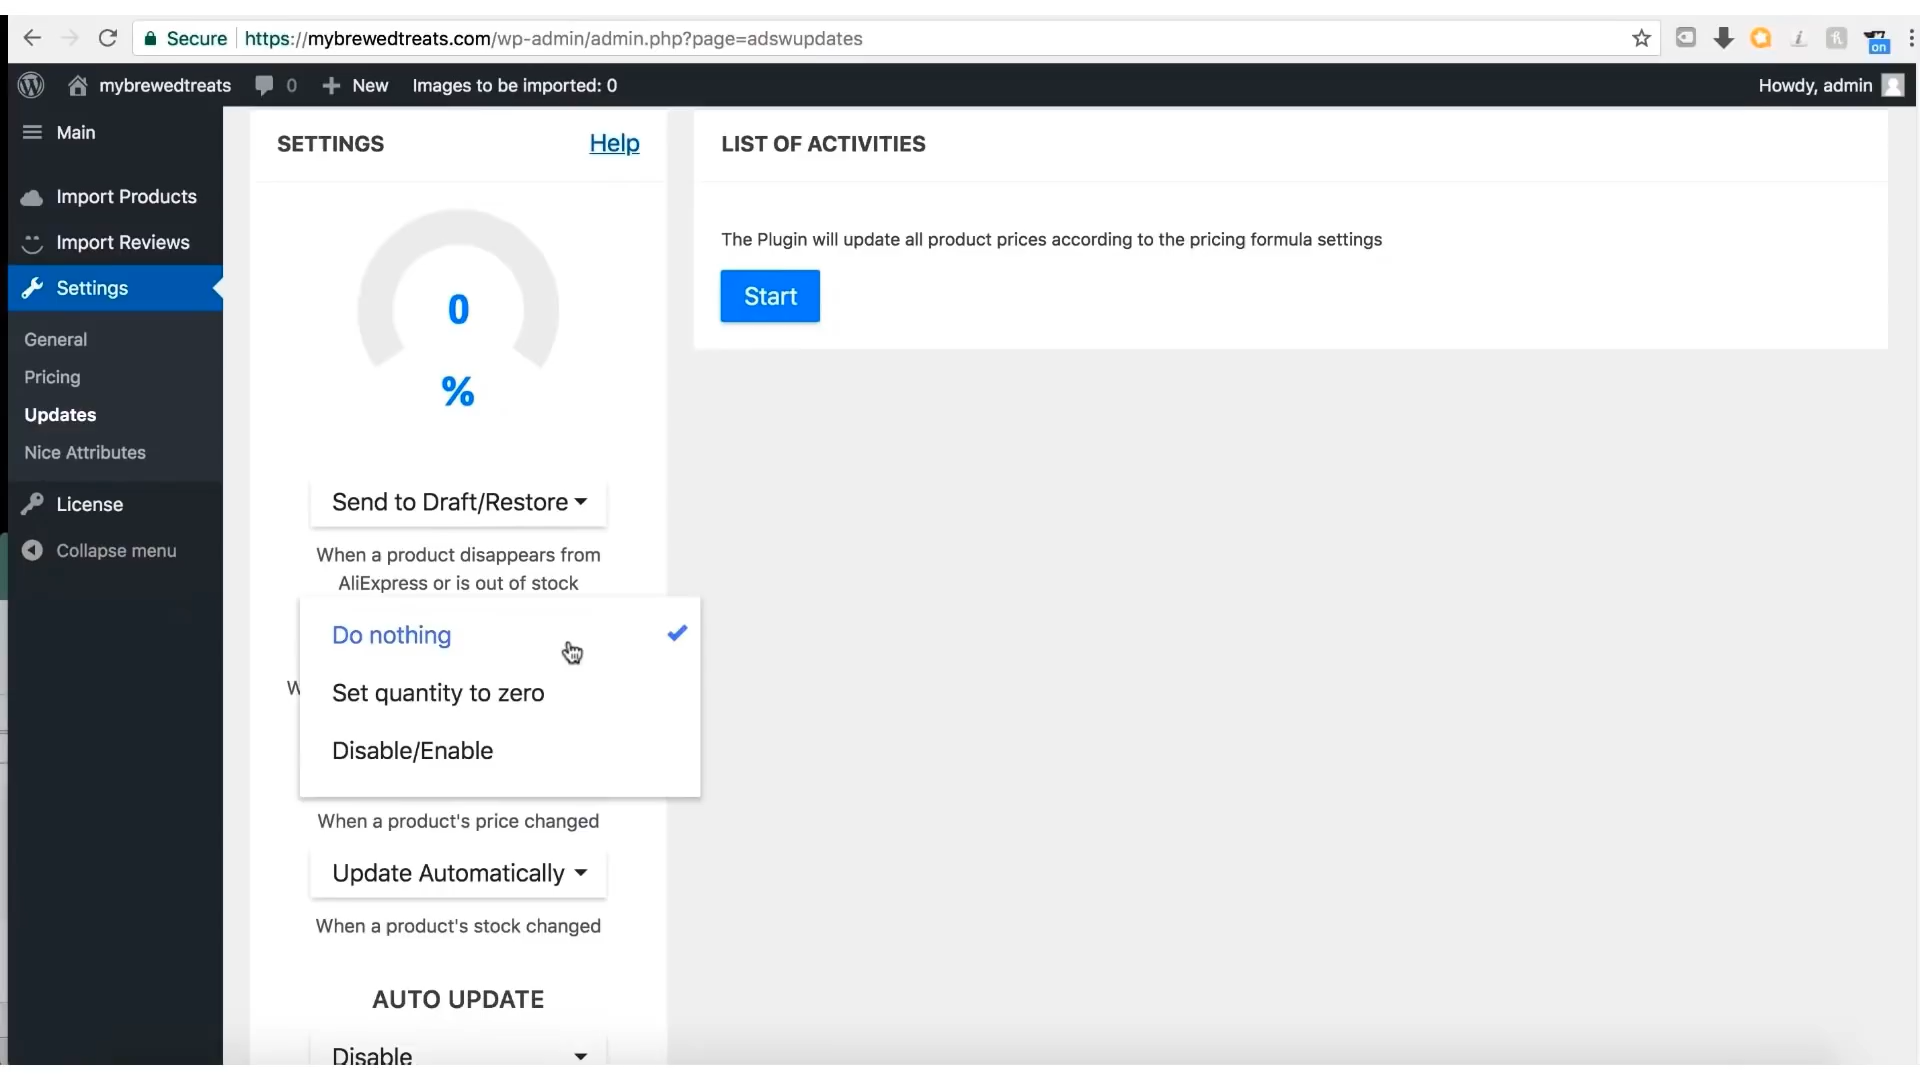 Secure https://mybrewedtreats.com/wp-admin/admin.php?page=adswupdates
on
mybrewedtreats 0 New Images to be imported: 0 Howdy, admin
Main
Import Products
Import Reviews
Settings
General
Pricing
Updates
Nice Attributes
License
Collapse menu
SETTINGS Help
0
%
Send to Draft/Restore
When a product disappears from
AliExpress or is out of stock
Do nothing
Set quantity to zero
Disable/Enable
When a product's price changed
Update Automatically
When a product's stock changed
AUTO UPDATE
Disable
LIST OF ACTIVITIES
The Plugin will update all product prices according to the pricing formula settings
Start